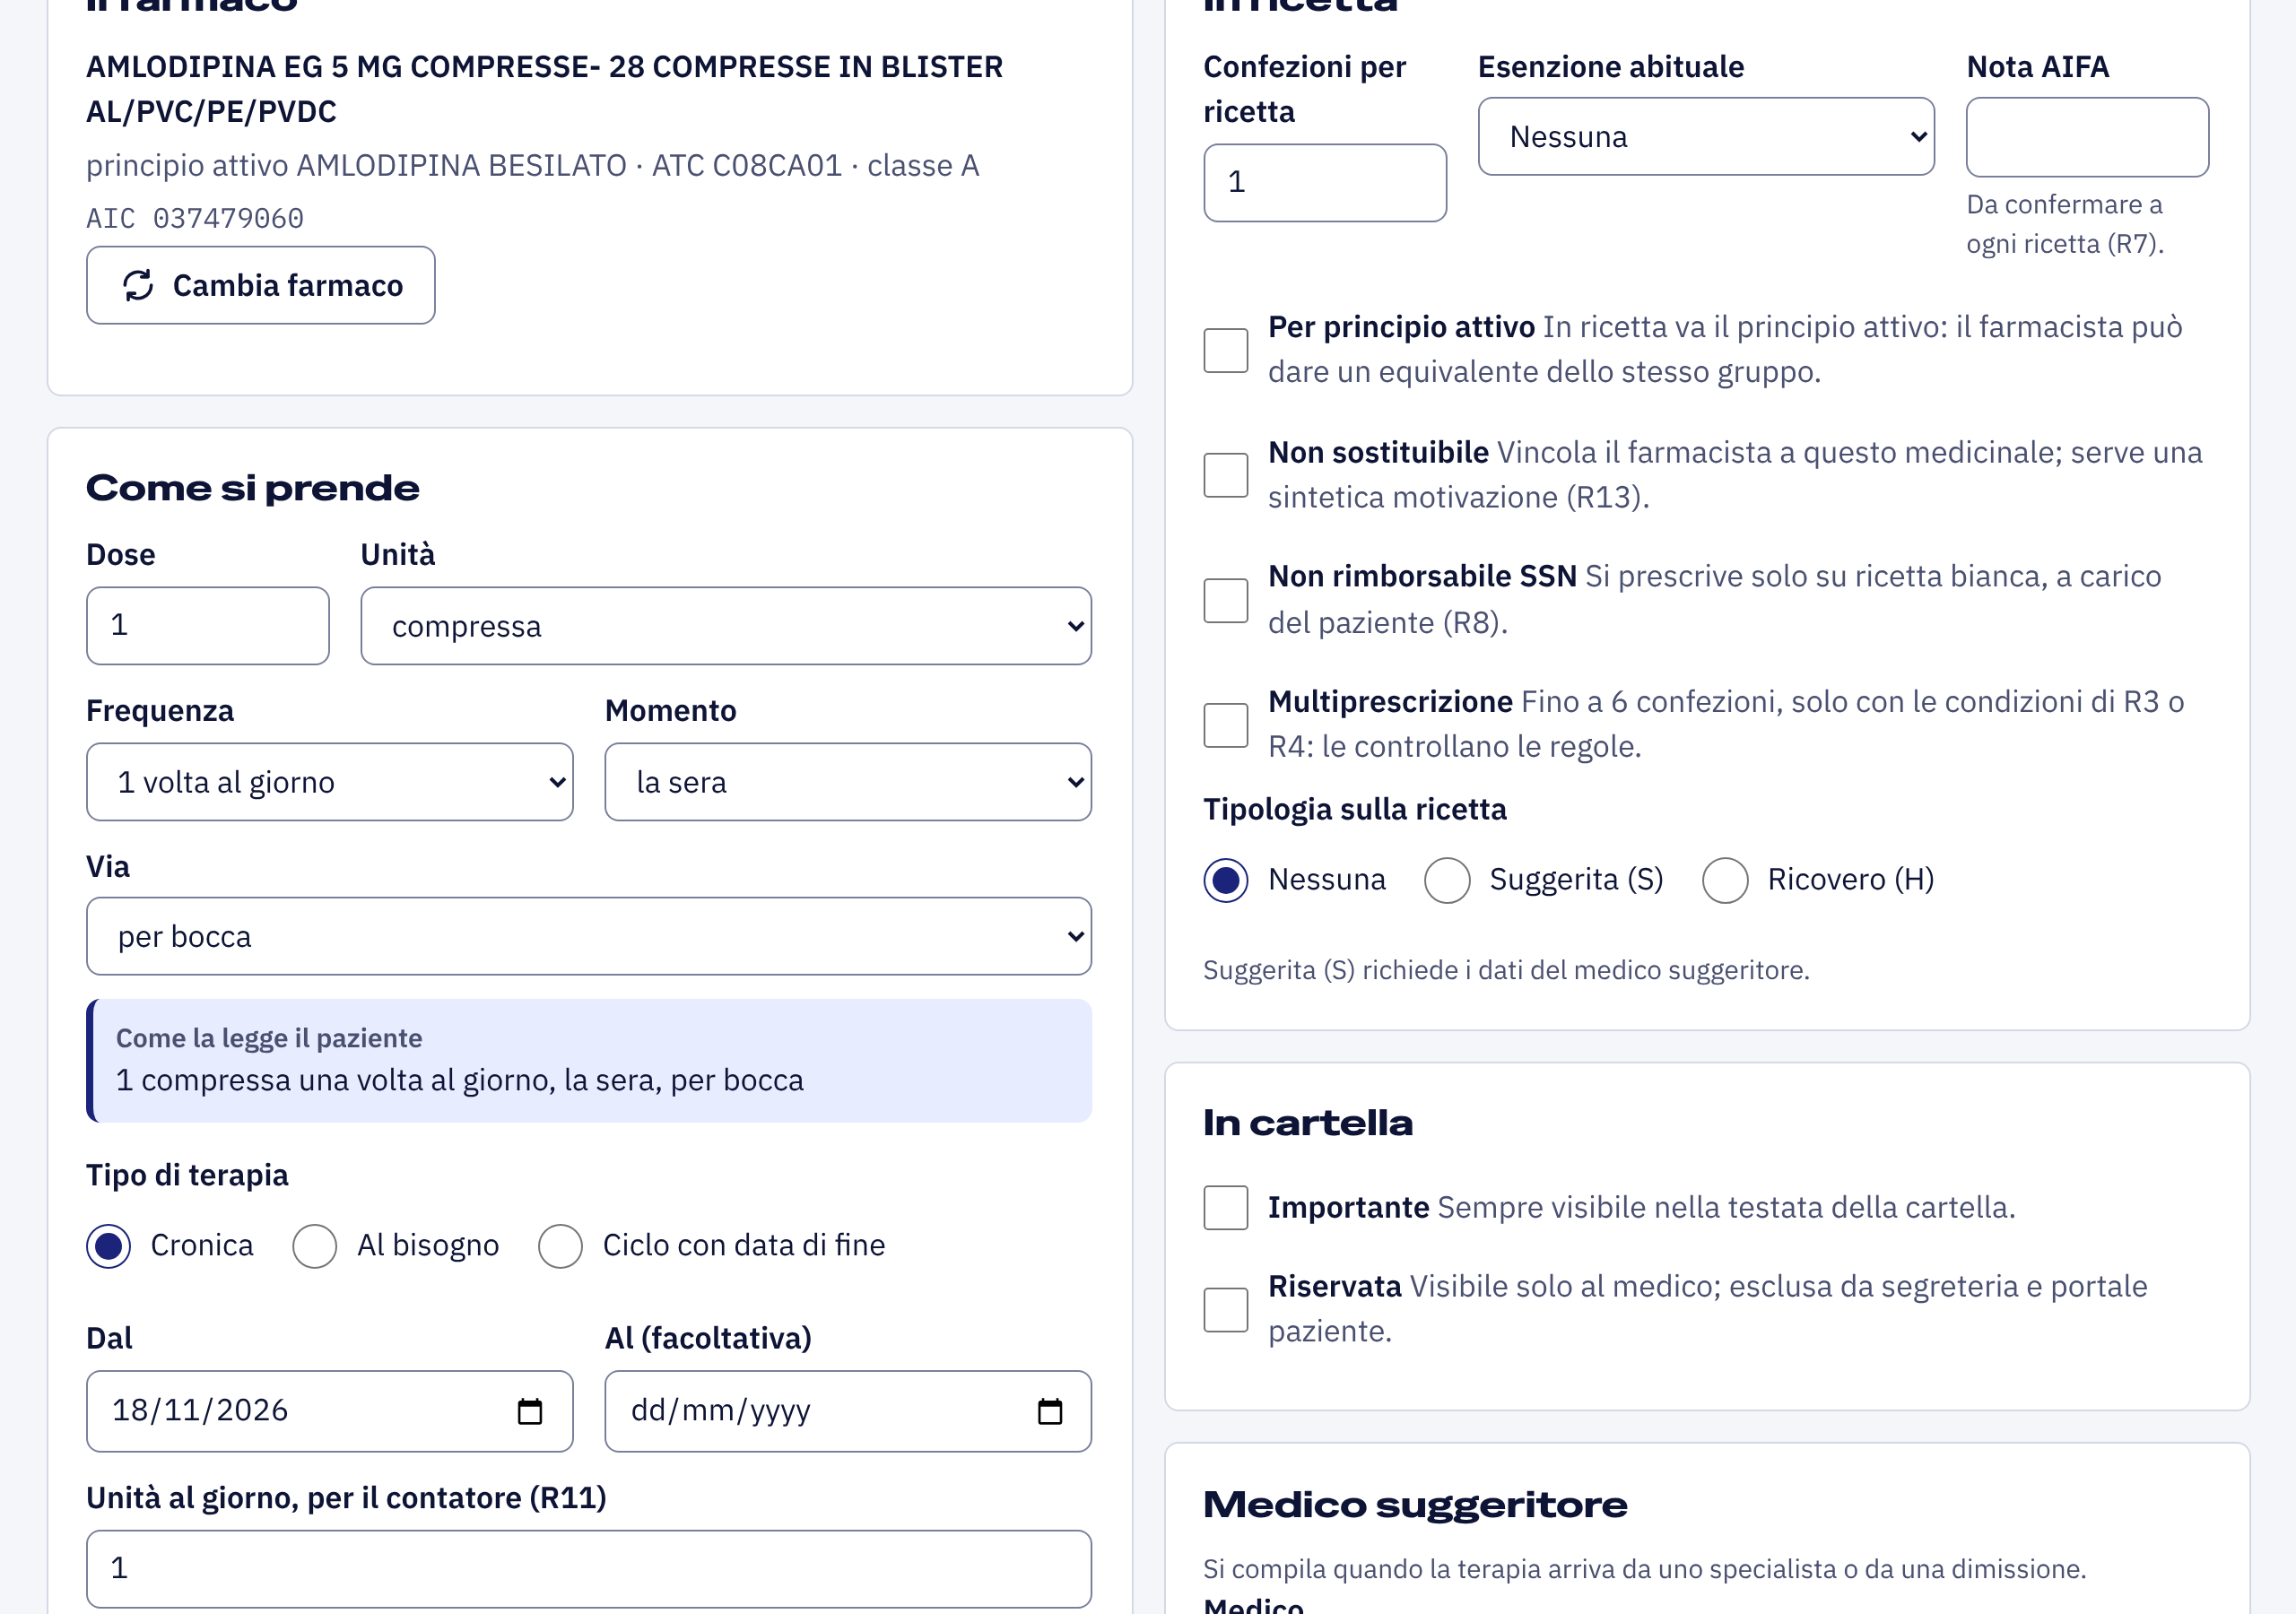 Il farmaco
AMLODIPINA EG 5 MG COMPRESSE- 28 COMPRESSE IN BLISTER
AL/PVC/PE/PVDC
principio attivo AMLODIPINA BESILATO · ATC C08CA01 · classe A
AIC 037479060
Cambia farmaco
Come si prende
Dose
Unità
1
compressa
Frequenza
Momento
1 volta al giorno
la sera
Via
per bocca
Come la legge il paziente
1 compressa una volta al giorno, la sera, per bocca
Tipo di terapia
Cronica
Al bisogno
Ciclo con data di fine
Dal
Al (facoltativa)
18/11/2026
dd/mm/yyyy
Unità al giorno, per il contatore (R11)
1
In ricetta
Confezioni per
ricetta
1
Esenzione abituale
Nessuna
Nota AIFA
Da confermare a
ogni ricetta (R7).
Per principio attivo In ricetta va il principio attivo: il farmacista può
dare un equivalente dello stesso gruppo.
Non sostituibile Vincola il farmacista a questo medicinale; serve una
sintetica motivazione (R13).
Non rimborsabile SSN Si prescrive solo su ricetta bianca, a carico
del paziente (R8).
Multiprescrizione Fino a 6 confezioni, solo con le condizioni di R3 o
R4: le controllano le regole.
Tipologia sulla ricetta
Nessuna
Suggerita (S)
Ricovero (H)
Suggerita (S) richiede i dati del medico suggeritore.
In cartella
Importante Sempre visibile nella testata della cartella.
Riservata Visibile solo al medico; esclusa da segreteria e portale
paziente.
Medico suggeritore
Si compila quando la terapia arriva da uno specialista o da una dimissione.
Medico